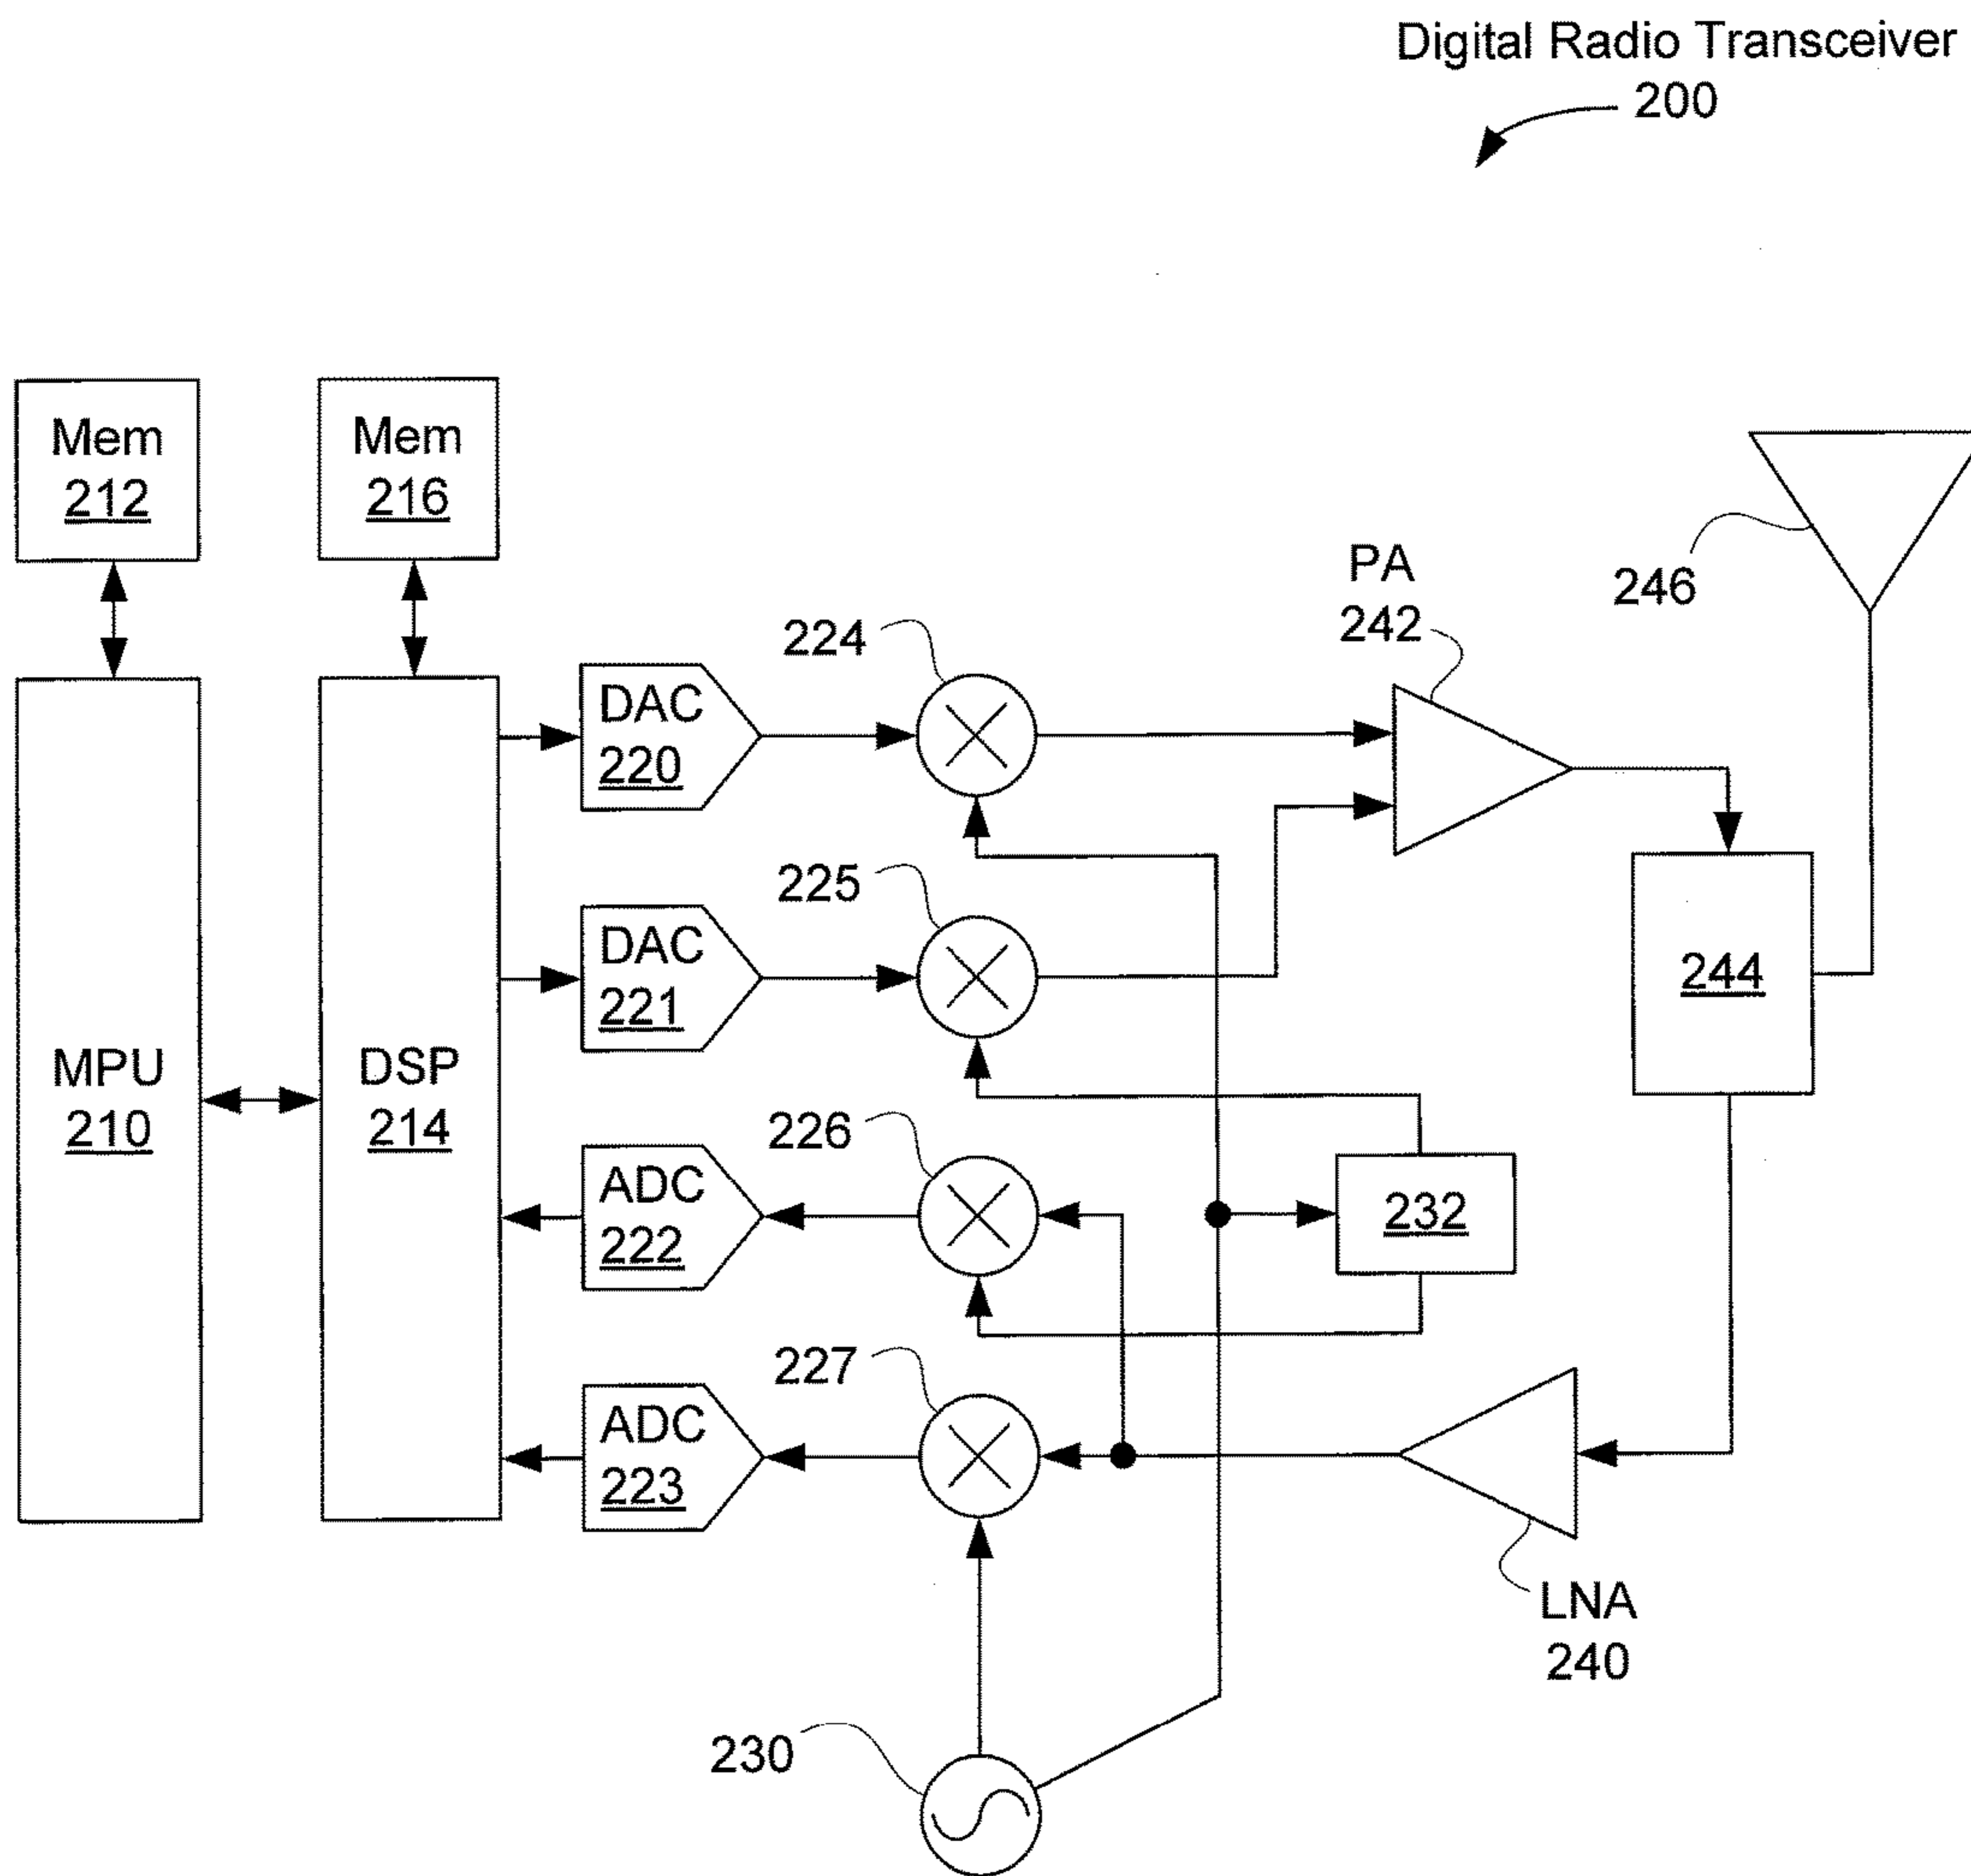 Digital Radio Transceiver
200
Mem
212
Mem
216
PA
242
246
224
DAC
220
225
DAC
221
244
MPU
210
DSP
214
226
ADC
222
232
227
ADC
223
LNA
240
230